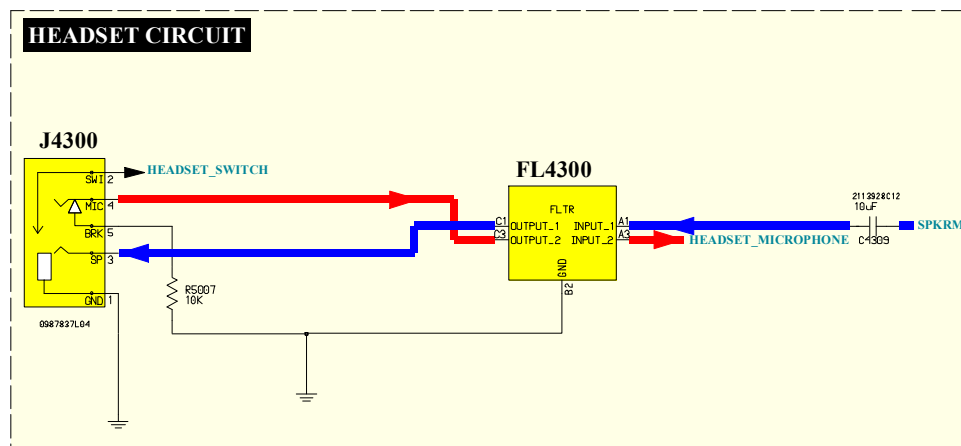 HEADSET CIRCUIT
J4300
SWI 2
HEADSET_SWITCH
MIC 4
BRK 5
SP 3
GND 1
0987837L04
R5007
10K
FL4300
FLTR
C1 OUTPUT_1 INPUT_1 A1
C3 OUTPUT_2 INPUT_2 A3
GND
B2
HEADSET_MICROPHONE
2113928C12
10uF
C4309
SPKRM